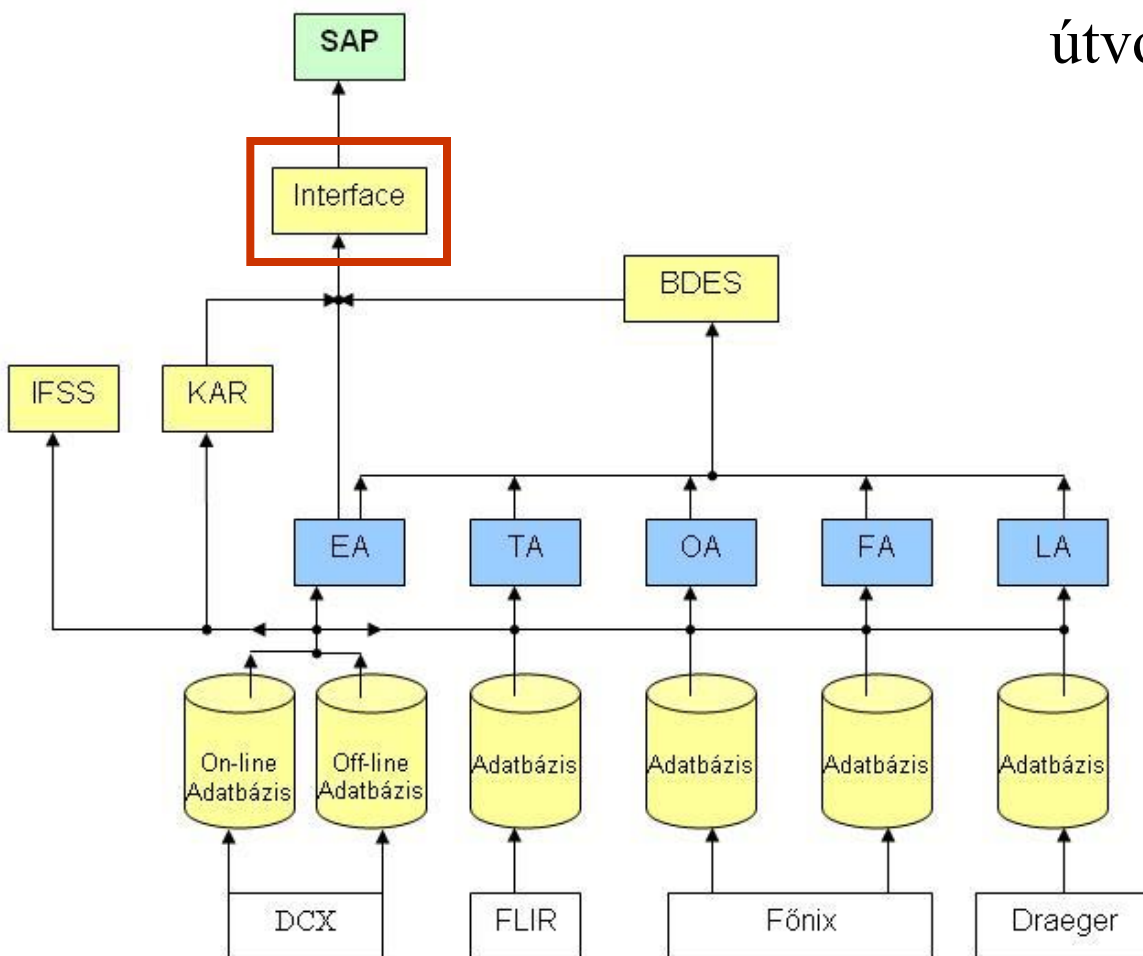 SAP
Interface
BDES
IFSS
KAR
EA
TA
OA
FA
LA
On-line
Adatbázis
Off-line
Adatbázis
Adatbázis
Adatbázis
Adatbázis
Adatbázis
DCX
FLIR
Főnix
Draeger